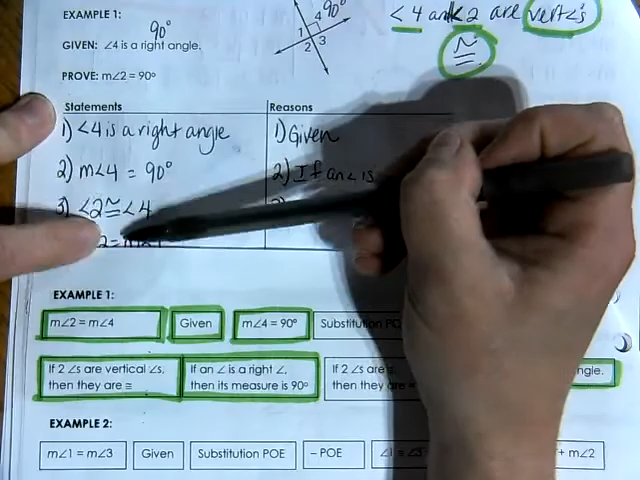 EXAMPLE 1:
90°
GIVEN: ∠4 is a right angle.
PROVE: m∠2 = 90°
4 90°
1
2 3
∠4 and ∠2 are vert∠'s
≅
Statements
Reasons
1) ∠4 is a right angle
1) Given
2) m∠4 = 90°
2) If an ∠ is
3) ∠2 ≅ ∠4
2 =
EXAMPLE 1:
m∠2 = m∠4
Given
m∠4 = 90°
Substitution
If 2 ∠s are vertical ∠s,
then they are ≅
If an ∠ is a right ∠,
then its measure is 90°
If 2 ∠s are
then they are
EXAMPLE 2:
m∠1 = m∠3
Given
Substitution POE
– POE
+ m∠2